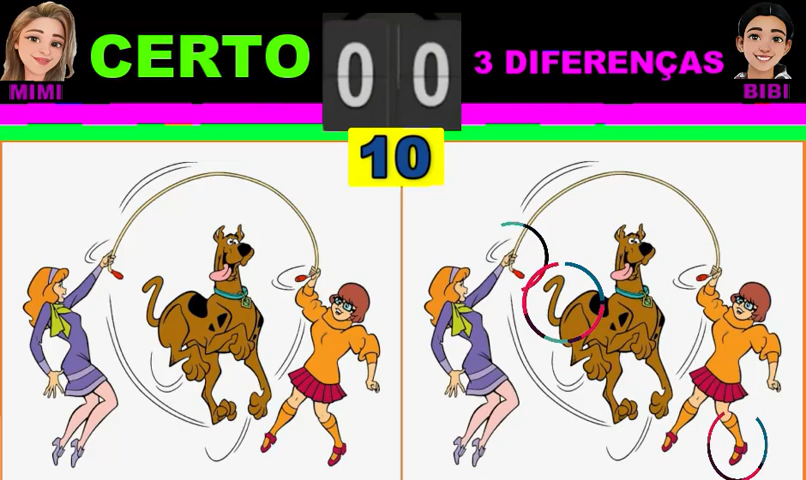 CERTO
0 0
3 DIFERENÇAS
MIMI
BIBI
10